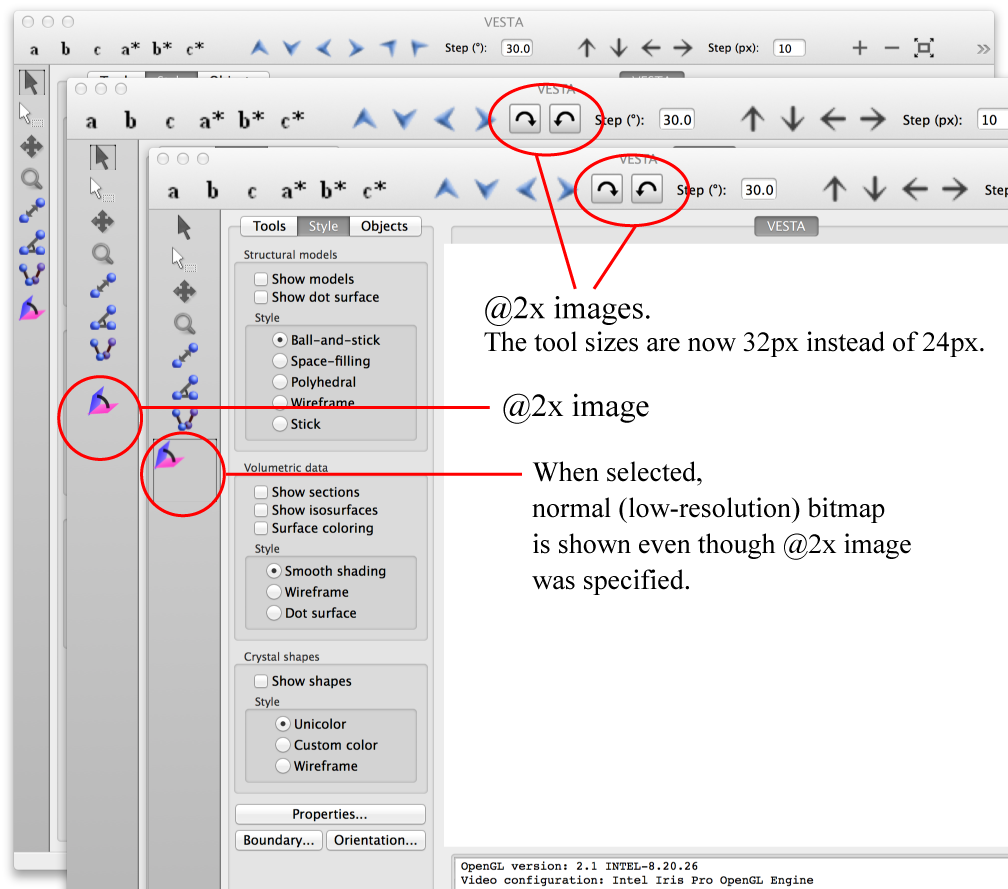 VESTA
a b c a* b* c* Step (°): 30.0 Step (px): 10 + − »
VESTA
a b c a* b* c* Step (°): 30.0 Step (px): 10
VESTA
a b c a* b* c* Step (°): 30.0 Step
Tools Style Objects VESTA
Structural models
Show models
Show dot surface
Style
Ball-and-stick
Space-filling
Polyhedral
Wireframe
Stick
Volumetric data
Show sections
Show isosurfaces
Surface coloring
Style
Smooth shading
Wireframe
Dot surface
Crystal shapes
Show shapes
Style
Unicolor
Custom color
Wireframe
Properties...
Boundary... Orientation...
@2x images.
The tool sizes are now 32px instead of 24px.
@2x image
When selected,
normal (low-resolution) bitmap
is shown even though @2x image
was specified.
OpenGL version: 2.1 INTEL-8.20.26
Video configuration: Intel Iris Pro OpenGL Engine